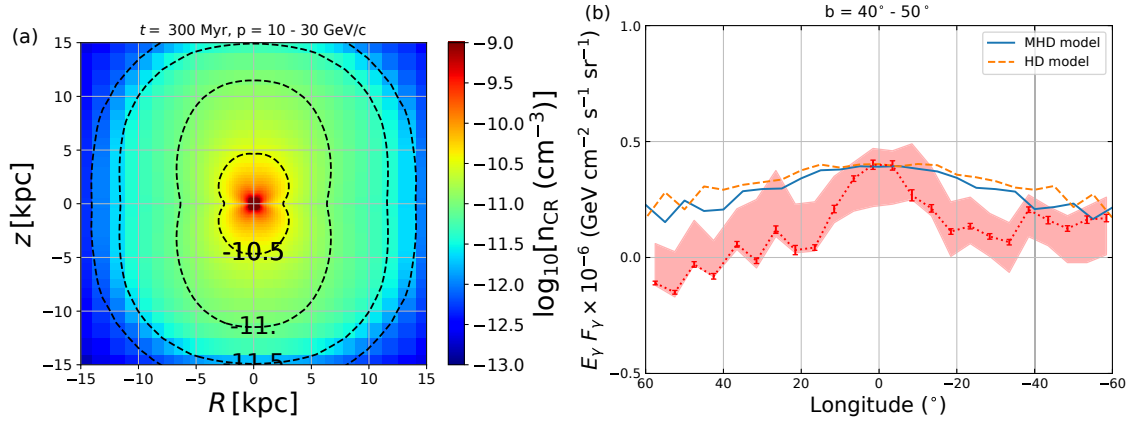 (a)
t = 300 Myr, p = 10 - 30 GeV/c
15
10
5
0
−5
−10
−15
z [kpc]
−15 −10 −5 0 5 10 15
R [kpc]
-10.5
-11.
-11.5
−9.0
−9.5
−10.0
−10.5
−11.0
−11.5
−12.0
−12.5
−13.0
log₁₀[n_CR (cm⁻³)]
(b)
b = 40° - 50°
MHD model
HD model
1.0
0.5
0.0
−0.5
E_γ F_γ × 10⁻⁶ (GeV cm⁻² s⁻¹ sr⁻¹)
60 40 20 0 −20 −40 −60
Longitude (°)